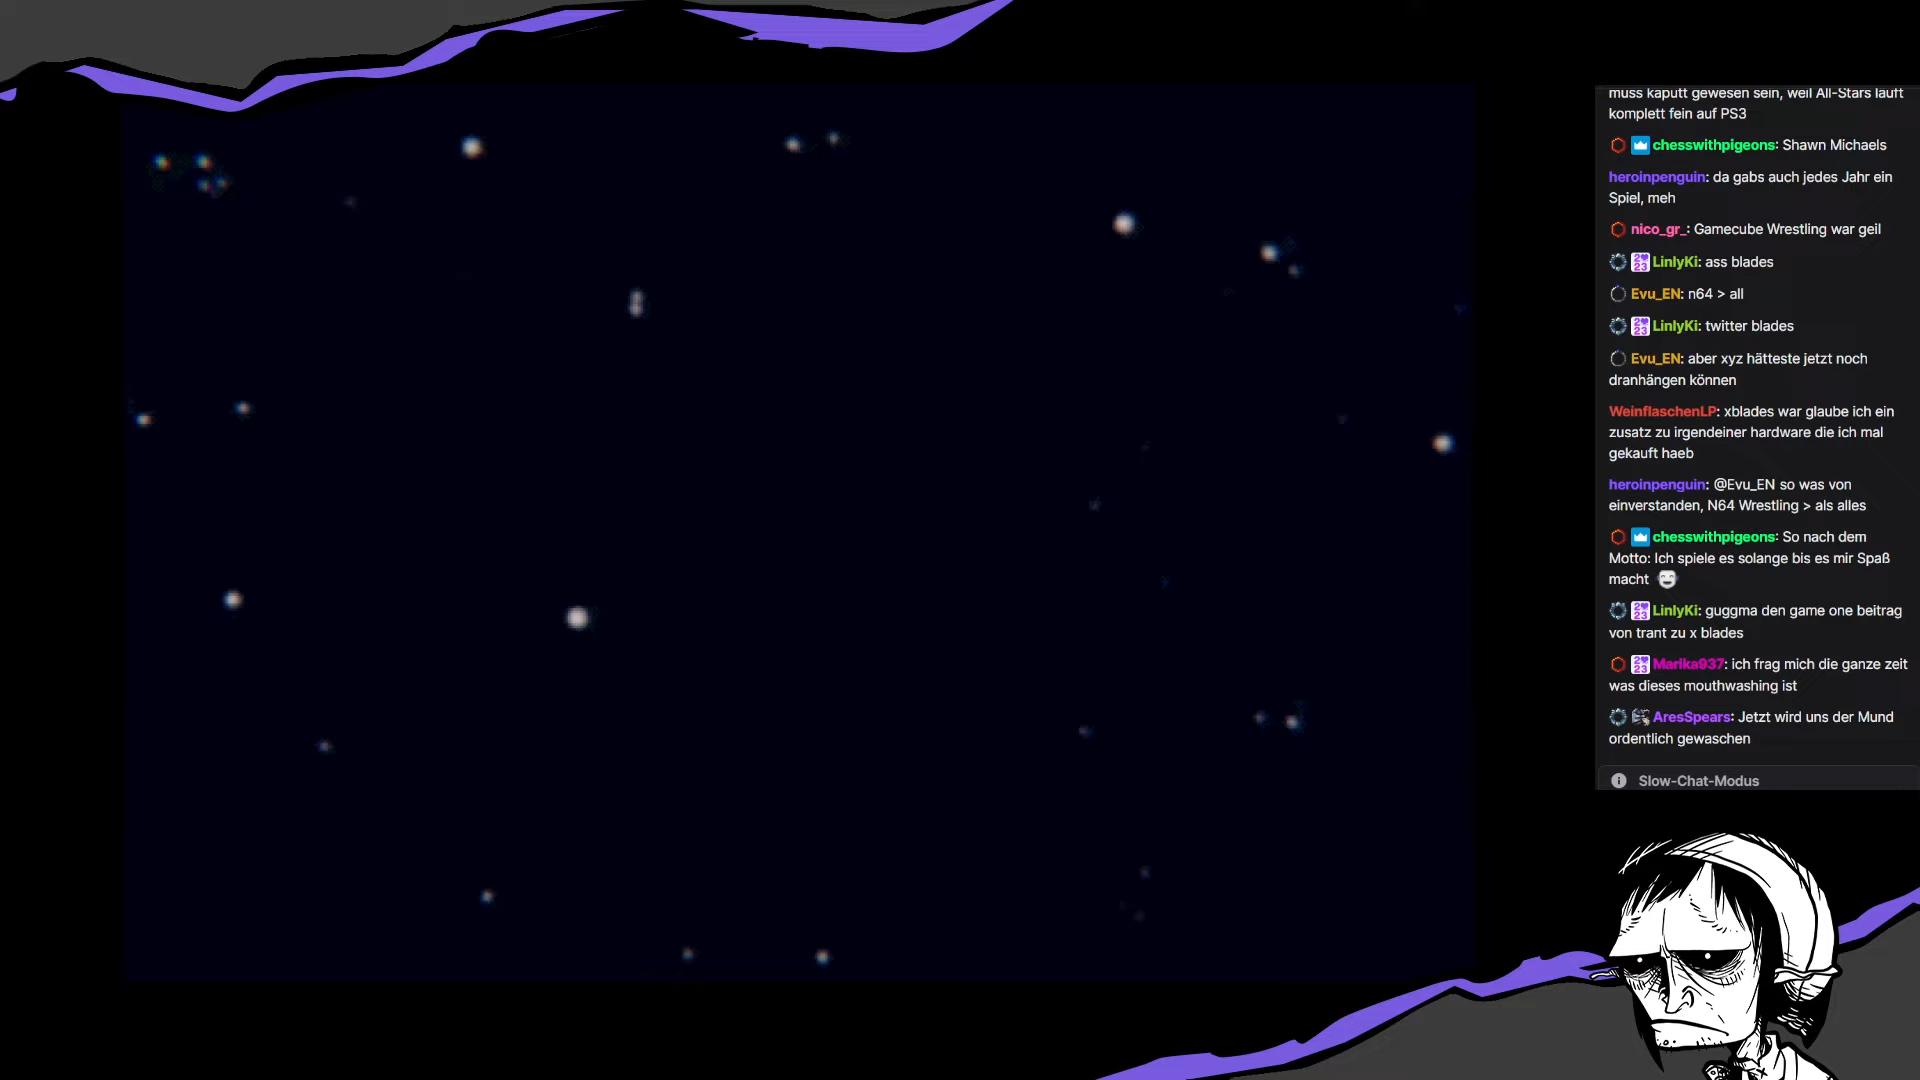 muss kaputt gewesen sein, weil All-Stars läuft
komplett fein auf PS3
chesswithpigeons: Shawn Michaels
heroinpenguin: da gabs auch jedes Jahr ein
Spiel, meh
nico_gr_: Gamecube Wrestling war geil
LinlyKi: ass blades
Evu_EN: n64 > all
LinlyKi: twitter blades
Evu_EN: aber xyz hätteste jetzt noch
dranhängen können
WeinflaschenLP: xblades war glaube ich ein
zusatz zu irgendeiner hardware die ich mal
gekauft haeb
heroinpenguin: @Evu_EN so was von
einverstanden, N64 Wrestling > als alles
chesswithpigeons: So nach dem
Motto: Ich spiele es solange bis es mir Spaß
macht
LinlyKi: guggma den game one beitrag
von trant zu x blades
Marika937: ich frag mich die ganze zeit
was dieses mouthwashing ist
AresSpears: Jetzt wird uns der Mund
ordentlich gewaschen
Slow-Chat-Modus